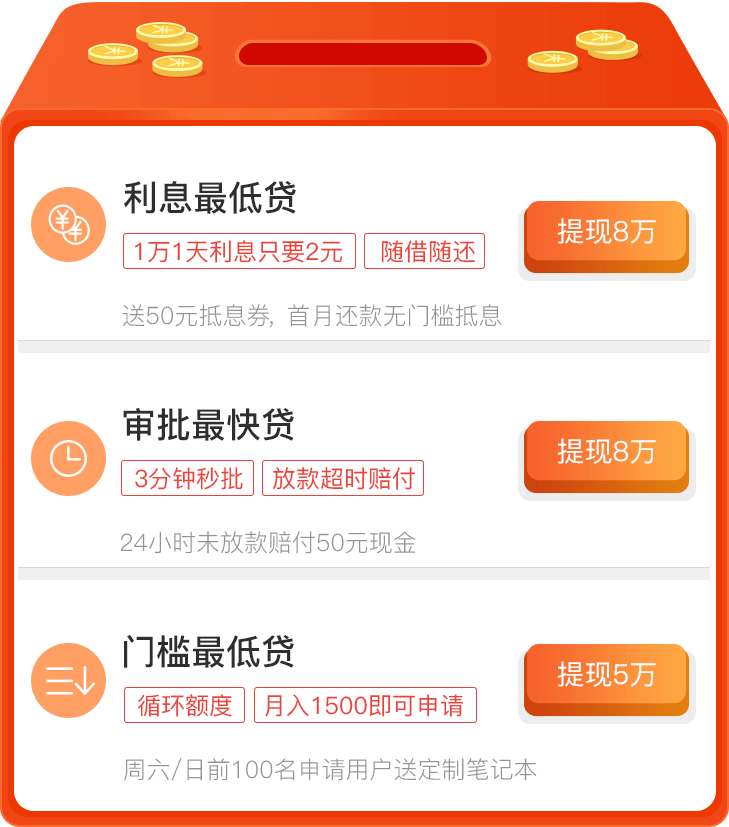 利息最低贷
1万1天利息只要2元 随借随还
提现8万
送50元抵息券, 首月还款无门槛抵息
审批最快贷
3分钟秒批 放款超时赔付
提现8万
24小时未放款赔付50元现金
门槛最低贷
循环额度 月入1500即可申请
提现5万
周六/日前100名申请用户送定制笔记本